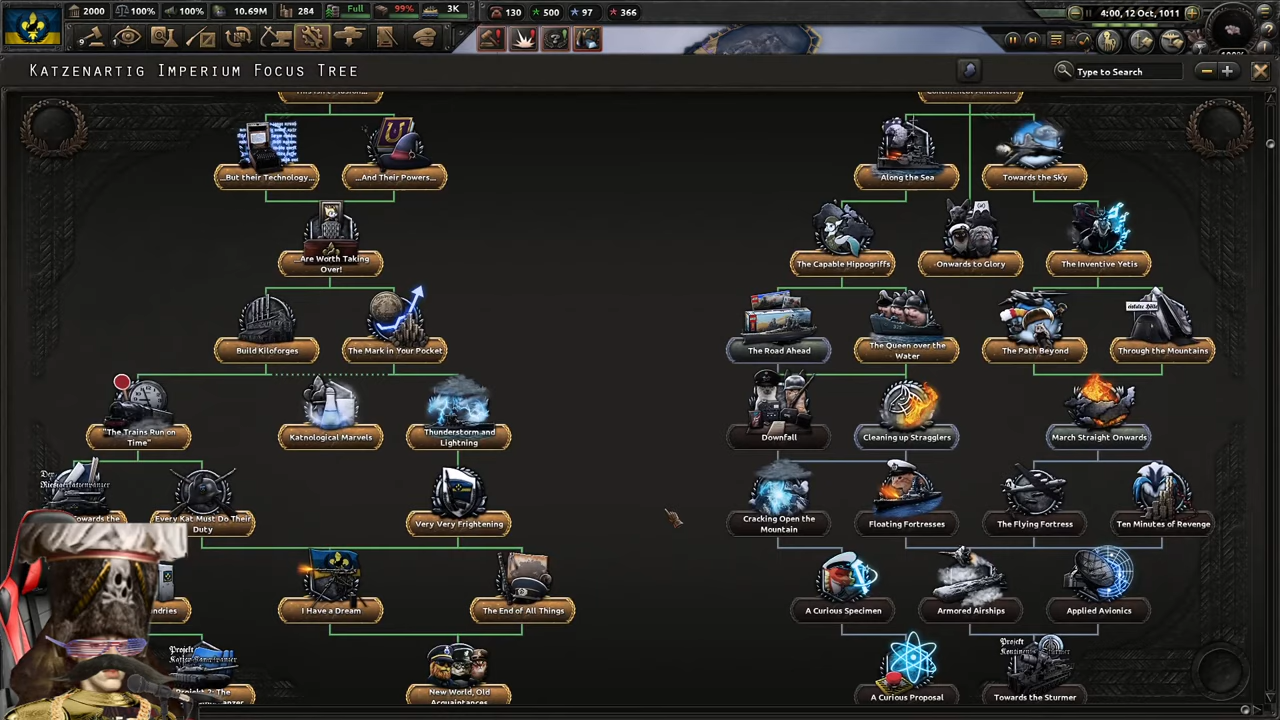 2000
100%
100%
10.69M
284
Full
99%
3K
130
500
97
366
4:00, 12 Oct, 1011
KATZENARTIG IMPERIUM FOCUS TREE
Type to Search
...But their Technology...
...And Their Powers...
Along the Sea
Towards the Sky
...Are Worth Taking
Over!
The Capable Hippogriffs
Onwards to Glory
The Inventive Yetis
Build Kiloforges
The Mark in Your Pocket
The Road Ahead
The Queen over the
Water
The Path Beyond
Through the Mountains
"The Trains Run on
Time"
Katnological Marvels
Thunderstorm and
Lightning
Downfall
Cleaning up Stragglers
March Straight Onwards
Towards the
Every Kat Must Do Their
Duty
Very Very Frightening
Cracking Open the
Mountain
Floating Fortresses
The Flying Fortress
Ten Minutes of Revenge
I Have a Dream
The End of All Things
A Curious Specimen
Armored Airships
Applied Avionics
Projekt 2: The
New World, Old
Acquaintances
A Curious Proposal
Towards the Sturmer